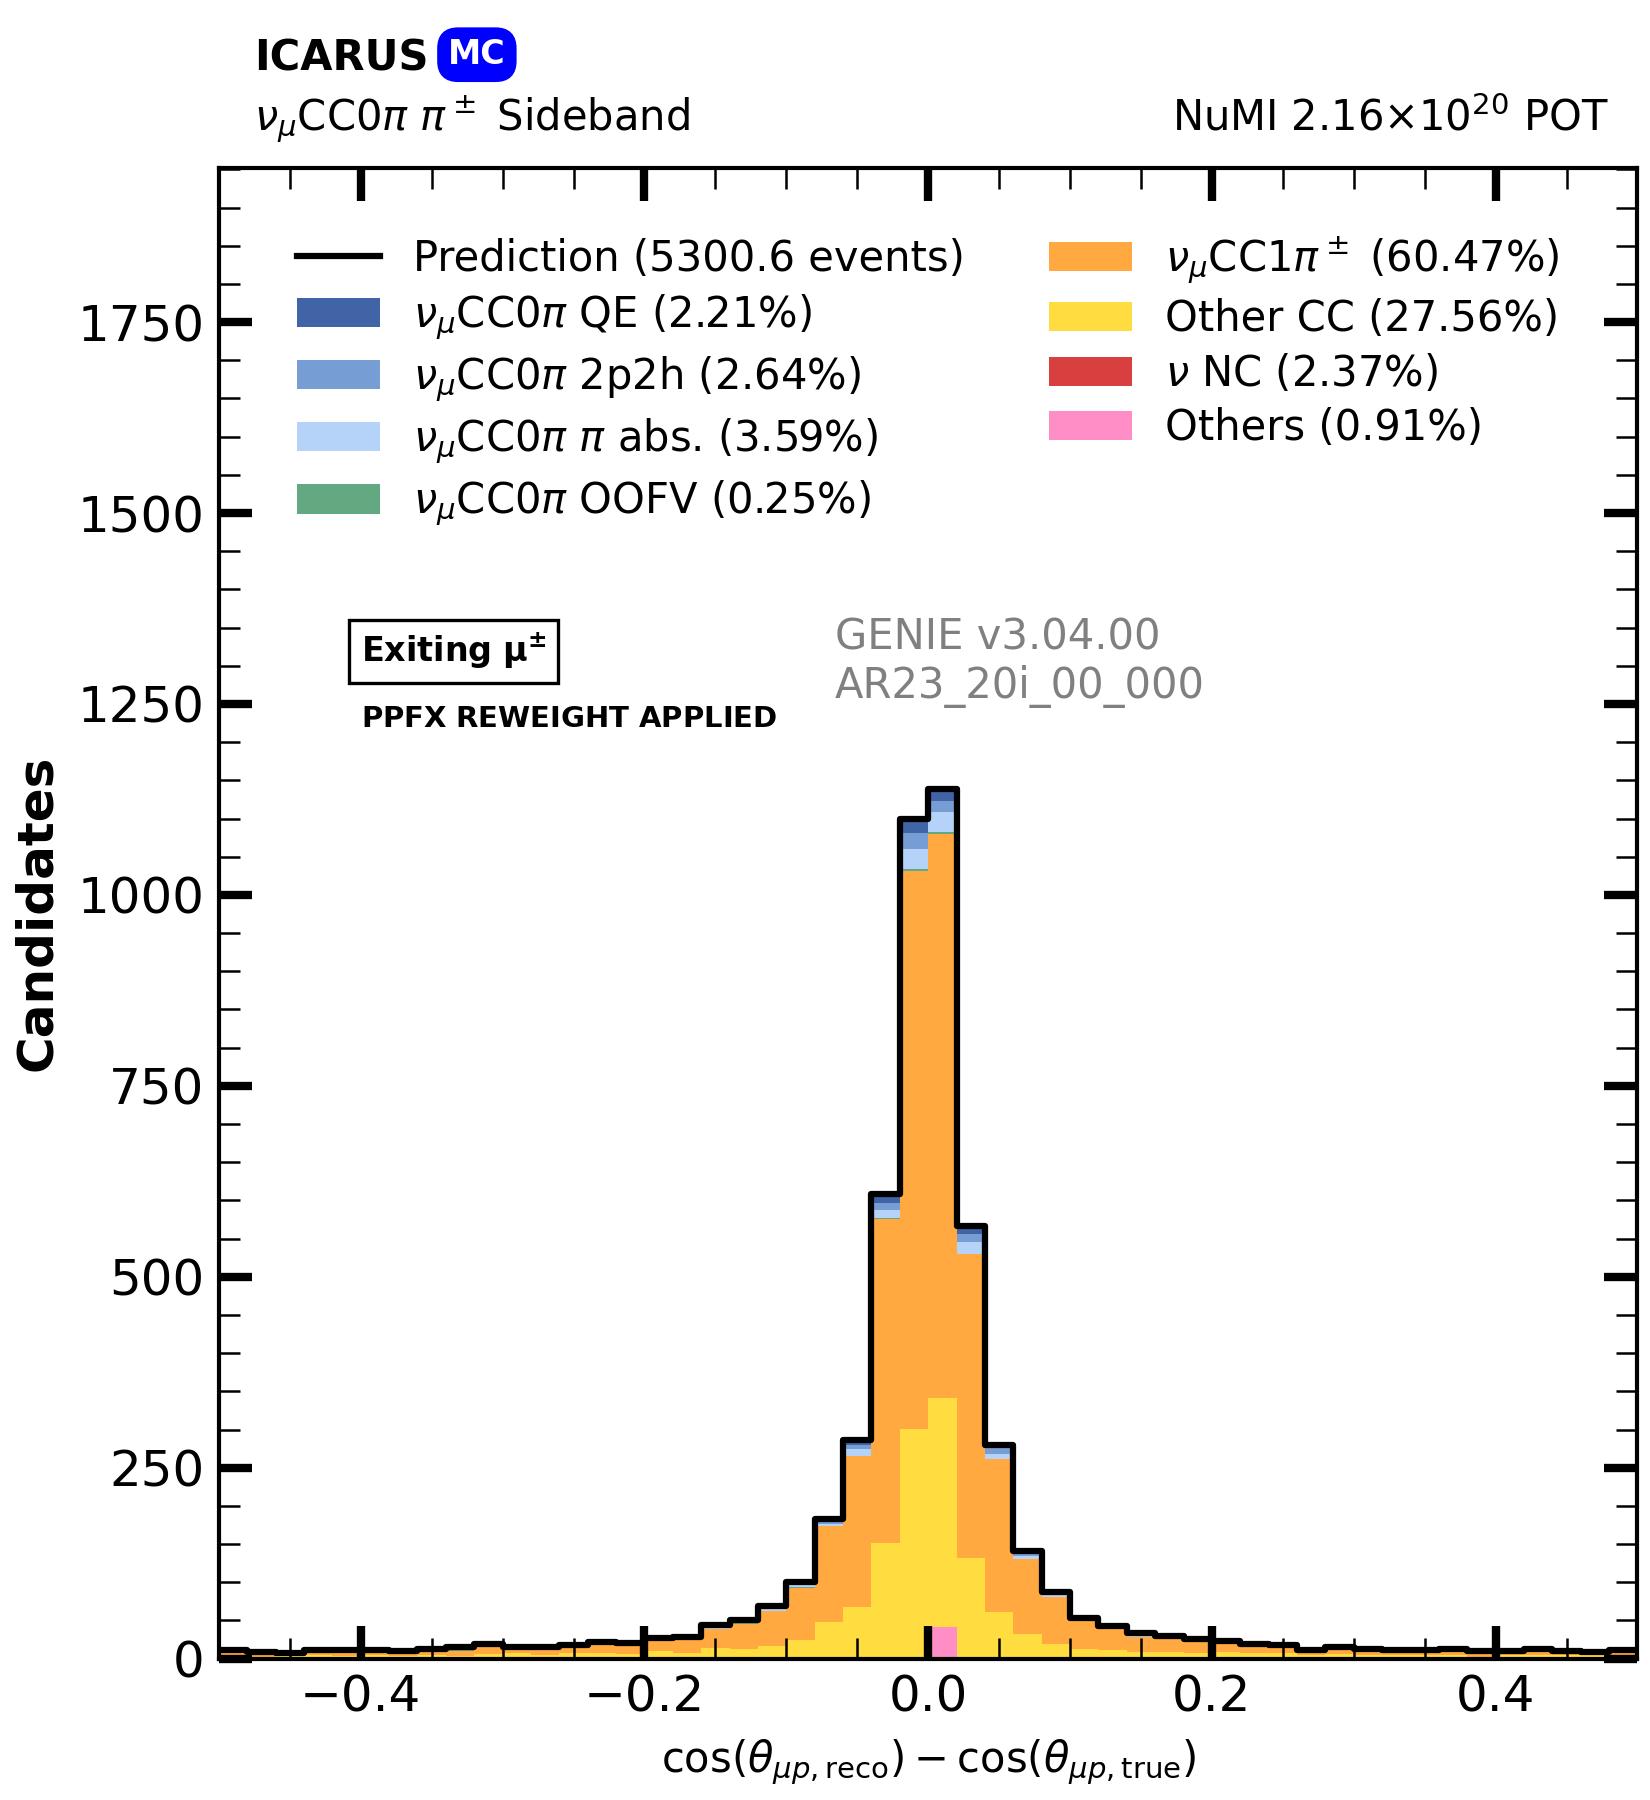 ICARUS MC
νμCC0π π± Sideband
NuMI 2.16×10²⁰ POT
Prediction (5300.6 events)
νμCC0π QE (2.21%)
νμCC0π 2p2h (2.64%)
νμCC0π π abs. (3.59%)
νμCC0π OOFV (0.25%)
νμCC1π± (60.47%)
Other CC (27.56%)
ν NC (2.37%)
Others (0.91%)
Exiting μ±
PPFX REWEIGHT APPLIED
GENIE v3.04.00
AR23_20i_00_000
Candidates
1750
1500
1250
1000
750
500
250
0
−0.4 −0.2 0.0 0.2 0.4
cos(θμp, reco) − cos(θμp, true)